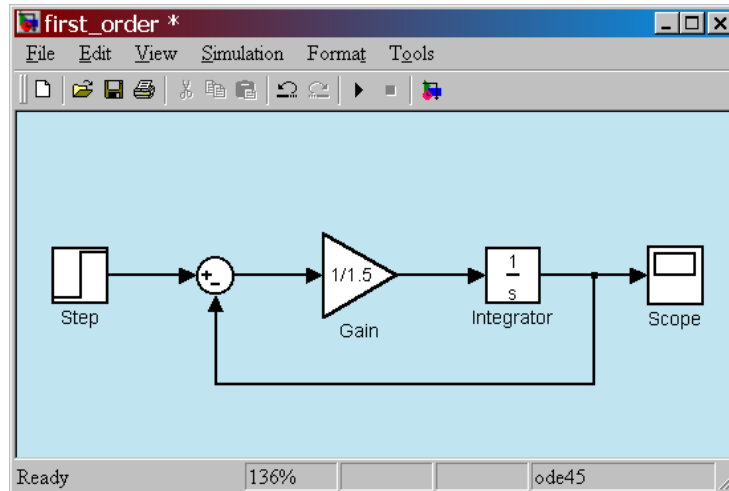 first_order *
File Edit View Simulation Format Tools
+
-
1/1.5
1
s
Step
Gain
Integrator
Scope
Ready 136% ode45